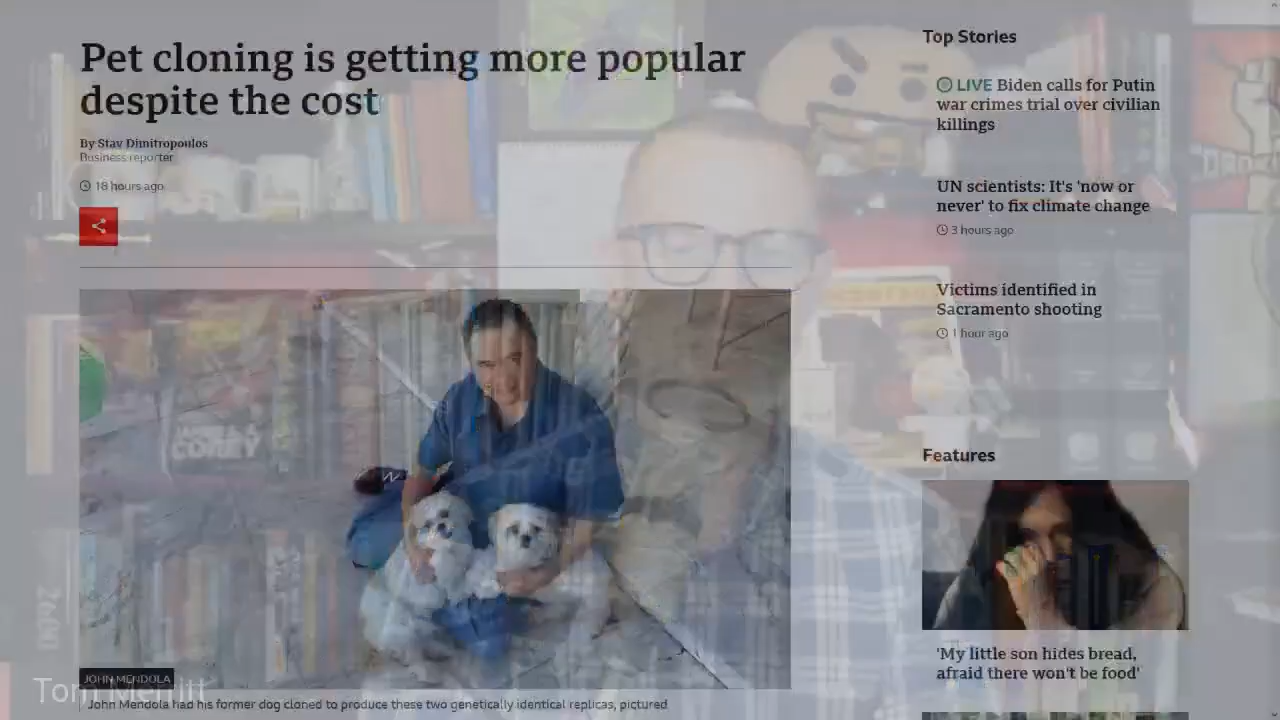 Pet cloning is getting more popular
despite the cost
By Stav Dimitropoulos
Business reporter
18 hours ago
JOHN MENDOLA
Tom Merritt
John Mendola had his former dog cloned to produce these two genetically identical replicas, pictured
Top Stories
LIVE Biden calls for Putin
war crimes trial over civilian
killings
UN scientists: It's 'now or
never' to fix climate change
3 hours ago
Victims identified in
Sacramento shooting
1 hour ago
Features
'My little son hides bread,
afraid there won't be food'